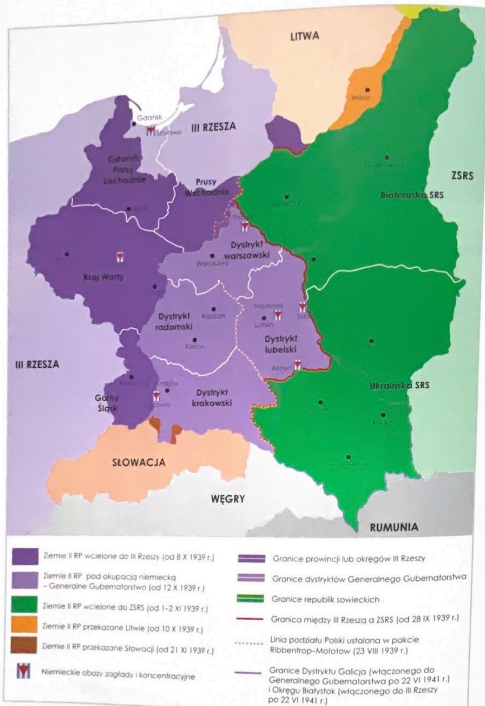 LITWA
Wilno
Gdańsk
III RZESZA
Gdańsk
Prusy
Zachodnie
Prusy
Wschodnie
ZSRS
Białoruska SRS
Dystrykt
warszawski
Warszawa
Kraj Warty
Dystrykt
radomski
Radom
Kielce
Majdanek
Lublin
Dystrykt
lubelski
Bełżec
III RZESZA
Górny
Śląsk
Kraków
Dystrykt
krakowski
Ukraińska SRS
SŁOWACJA
WĘGRY
RUMUNIA
Ziemie II RP wcielone do III Rzeszy (od 8 X 1939 r.)
Ziemie II RP pod okupacją niemiecką
– Generalne Gubernatorstwo (od 12 X 1939 r.)
Ziemie II RP wcielone do ZSRS (od 1–2 XI 1939 r.)
Ziemie II RP przekazane Litwie (od 10 X 1939 r.)
Ziemie II RP przekazane Słowacji (od 21 XI 1939 r.)
Niemieckie obozy zagłady i koncentracyjne
Granice prowincji lub okręgów III Rzeszy
Granice dystryktów Generalnego Gubernatorstwa
Granice republik sowieckich
Granica między III Rzeszą a ZSRS (od 28 IX 1939 r.)
Linia podziału Polski ustalona w pakcie
Ribbentrop–Mołotow (23 VIII 1939 r.)
Granice Dystryktu Galicja (włączonego do
Generalnego Gubernatorstwa po 22 VI 1941 r.)
i Okręgu Białystok (włączonego do III Rzeszy
po 22 VI 1941 r.)